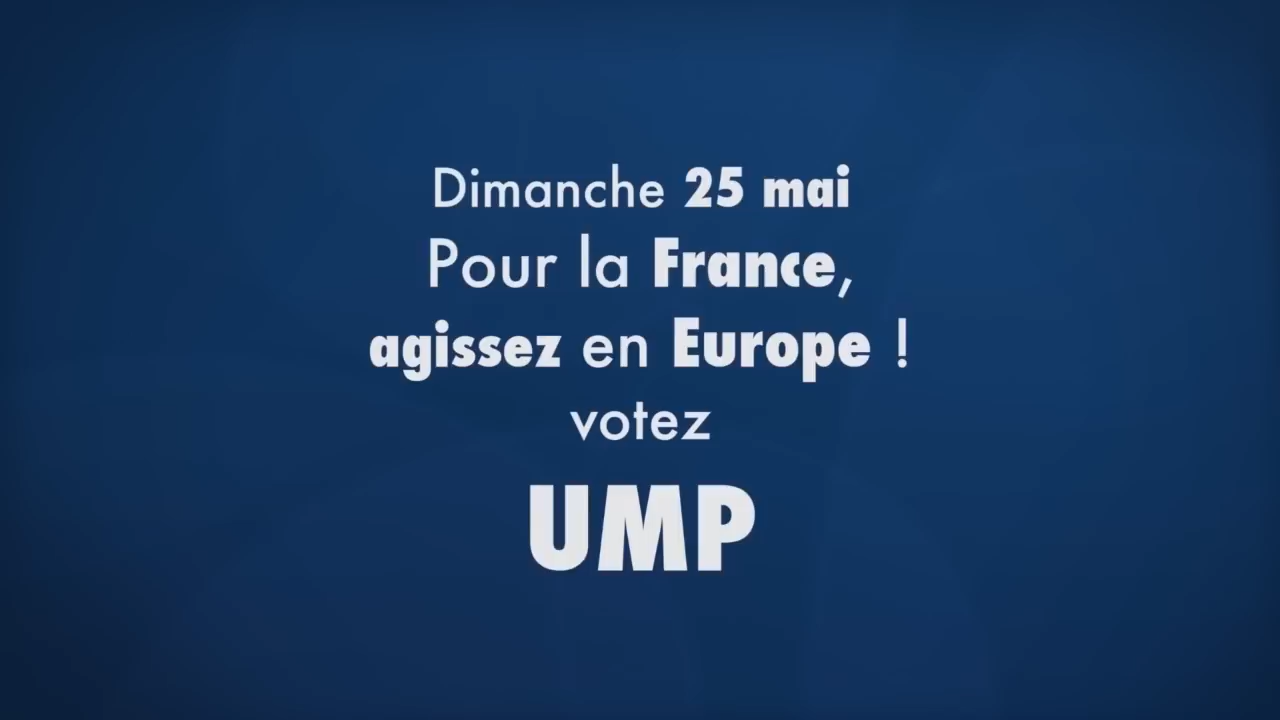 Dimanche 25 mai
Pour la France,
agissez en Europe !
votez
UMP